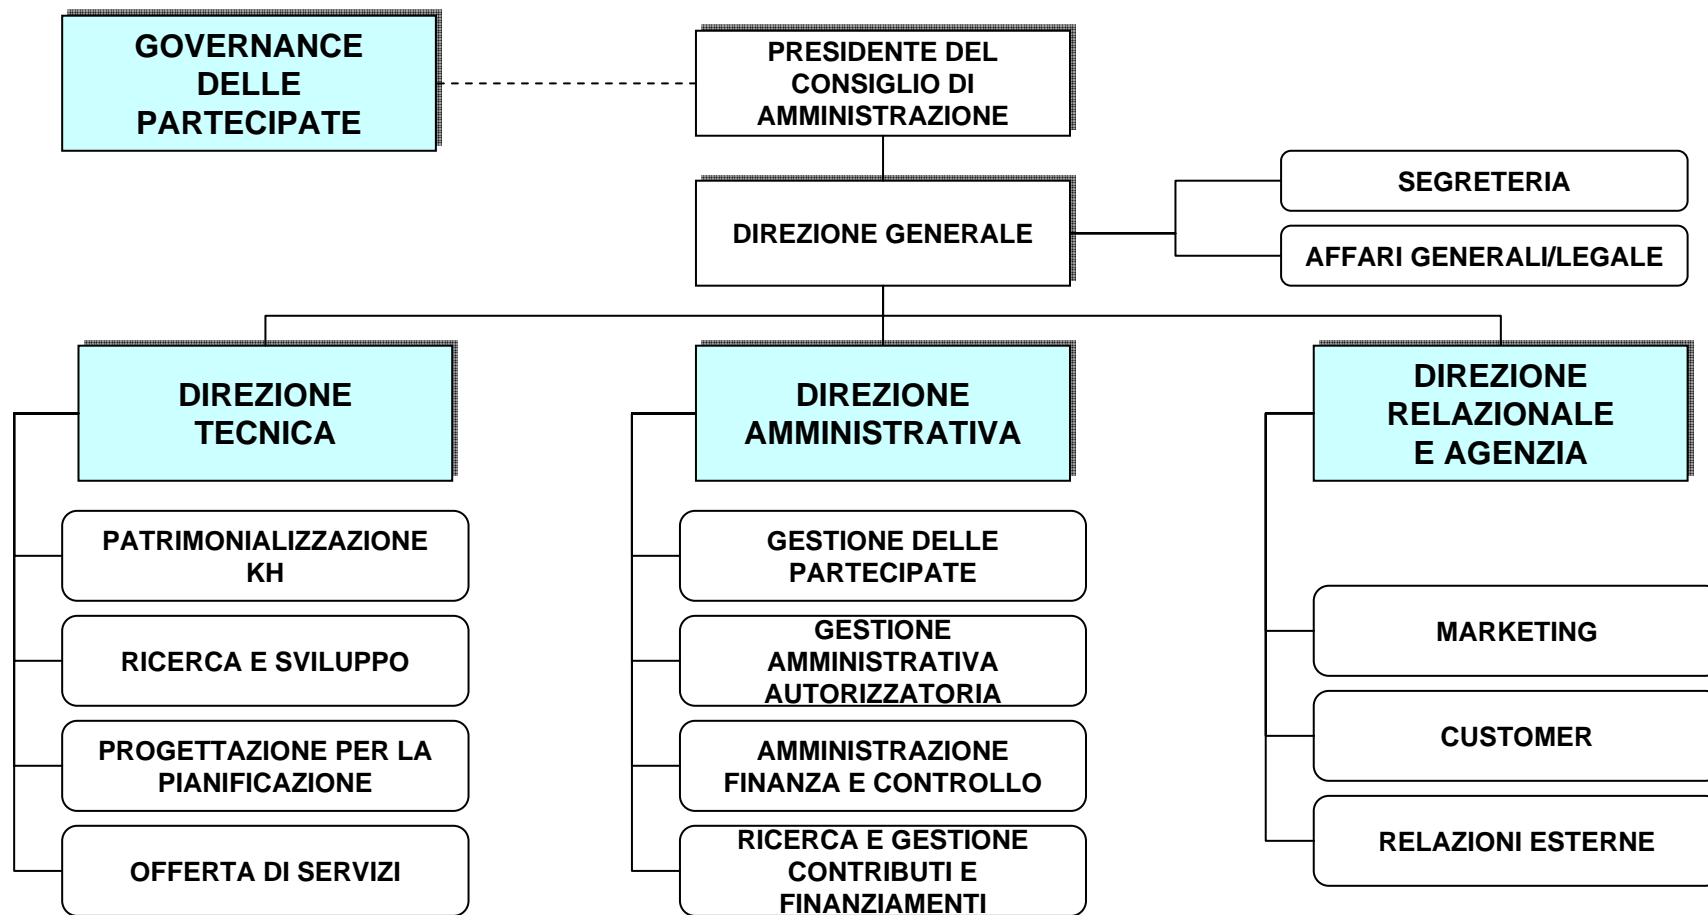 GOVERNANCE
DELLE
PARTECIPATE
PRESIDENTE DEL
CONSIGLIO DI
AMMINISTRAZIONE
SEGRETERIA
DIREZIONE GENERALE
AFFARI GENERALI/LEGALE
DIREZIONE
TECNICA
DIREZIONE
AMMINISTRATIVA
DIREZIONE
RELAZIONALE
E AGENZIA
PATRIMONIALIZZAZIONE
KH
RICERCA E SVILUPPO
PROGETTAZIONE PER LA
PIANIFICAZIONE
OFFERTA DI SERVIZI
GESTIONE DELLE
PARTECIPATE
GESTIONE
AMMINISTRATIVA
AUTORIZZATORIA
AMMINISTRAZIONE
FINANZA E CONTROLLO
RICERCA E GESTIONE
CONTRIBUTI E
FINANZIAMENTI
MARKETING
CUSTOMER
RELAZIONI ESTERNE